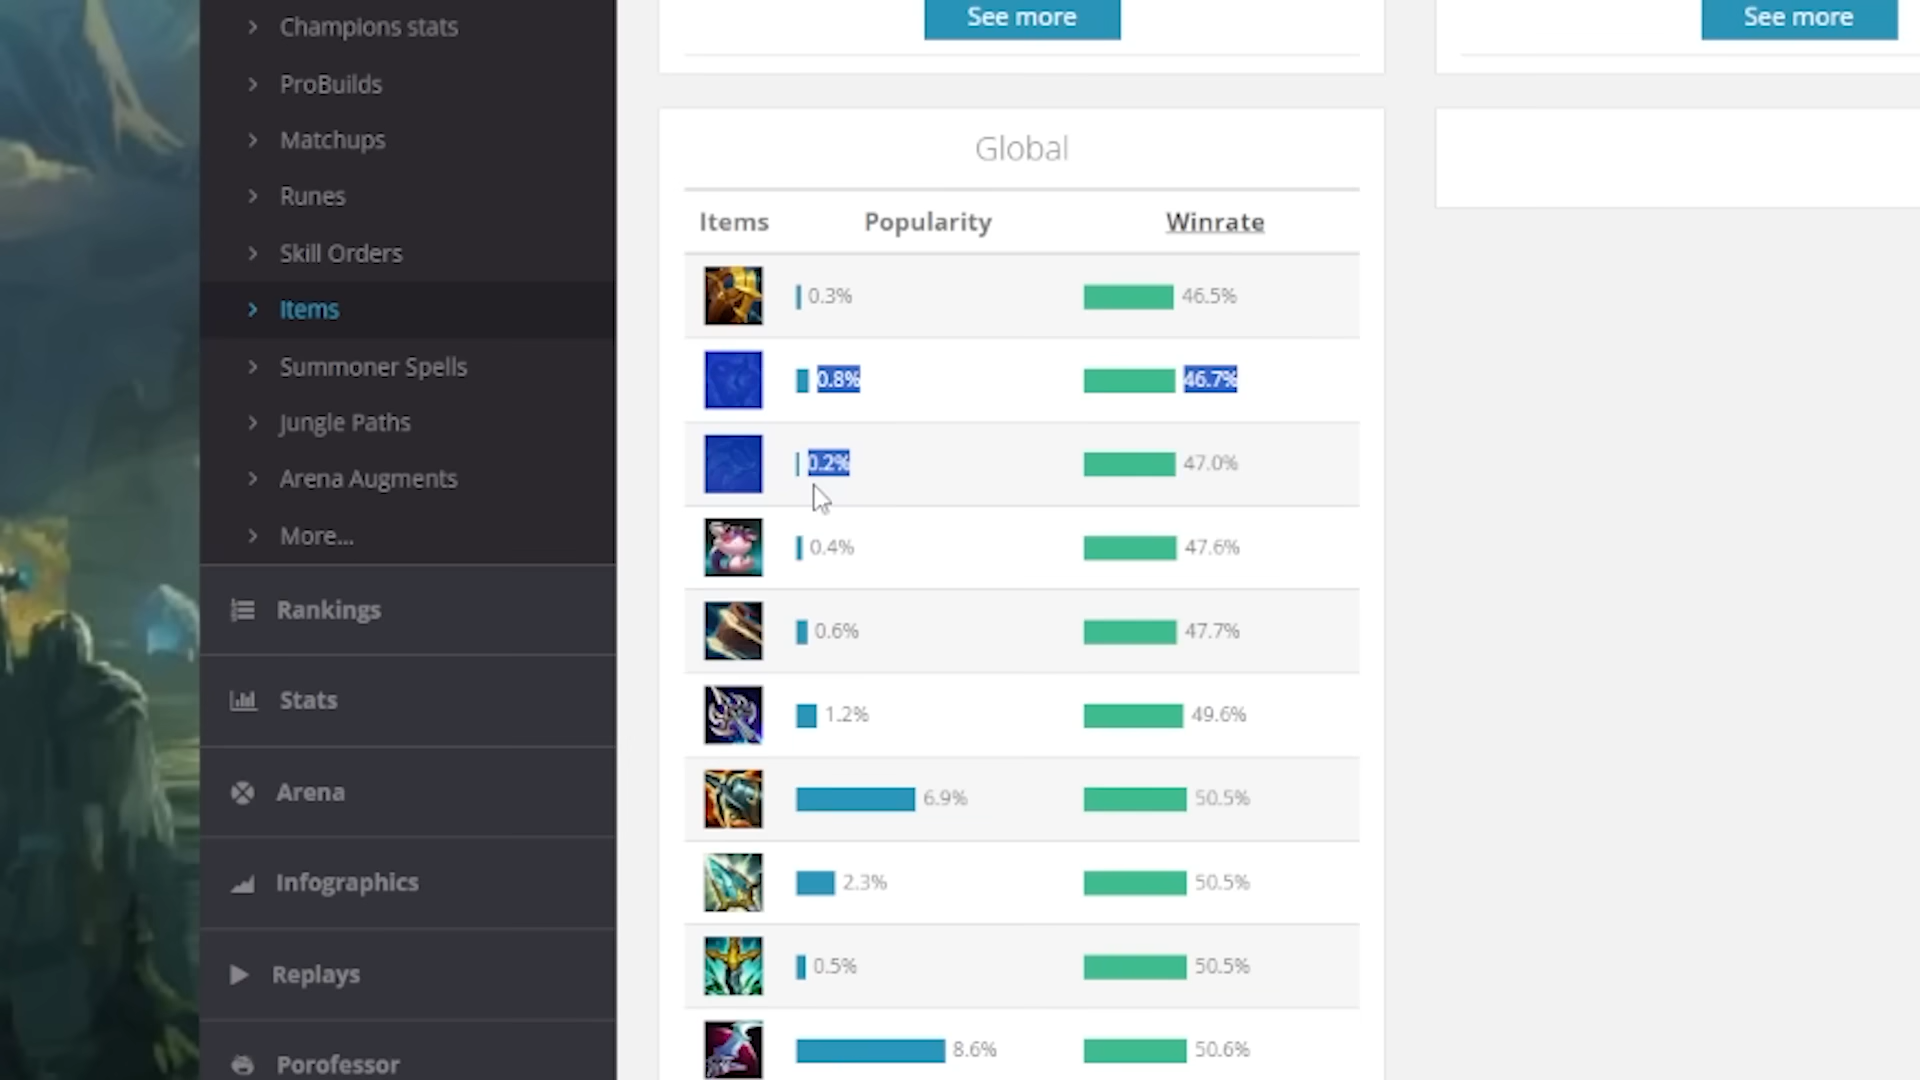 Champions stats
ProBuilds
Matchups
Runes
Skill Orders
Items
Summoner Spells
Jungle Paths
Arena Augments
More...
Rankings
Stats
Arena
Infographics
Replays
Porofessor
See more
See more
Global
Items Popularity Winrate
0.3% 46.5%
0.8% 46.7%
0.2% 47.0%
0.4% 47.6%
0.6% 47.7%
1.2% 49.6%
6.9% 50.5%
2.3% 50.5%
0.5% 50.5%
8.6% 50.6%